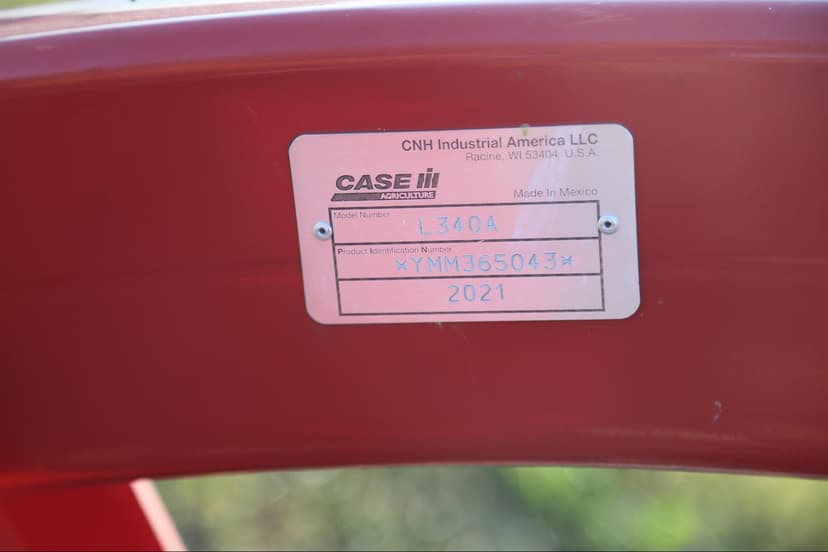 CNH Industrial America LLC
Racine, WI 53404, U.S.A.
CASE IH
AGRICULTURE
Made In Mexico
Model Number
L340A
Product Identification Number
*YMM365043*
2021